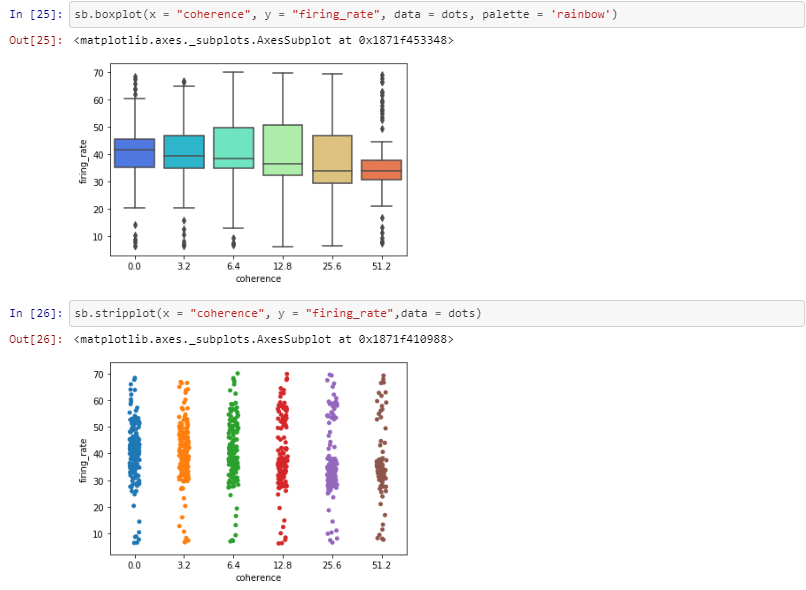 In [25]: sb.boxplot(x = "coherence", y = "firing_rate", data = dots, palette = 'rainbow')
Out[25]: <matplotlib.axes._subplots.AxesSubplot at 0x1871f453348>
70
60
50
40
30
20
10
firing_rate
0.0 3.2 6.4 12.8 25.6 51.2
coherence
In [26]: sb.stripplot(x = "coherence", y = "firing_rate",data = dots)
Out[26]: <matplotlib.axes._subplots.AxesSubplot at 0x1871f410988>
70
60
50
40
30
20
10
firing_rate
0.0 3.2 6.4 12.8 25.6 51.2
coherence